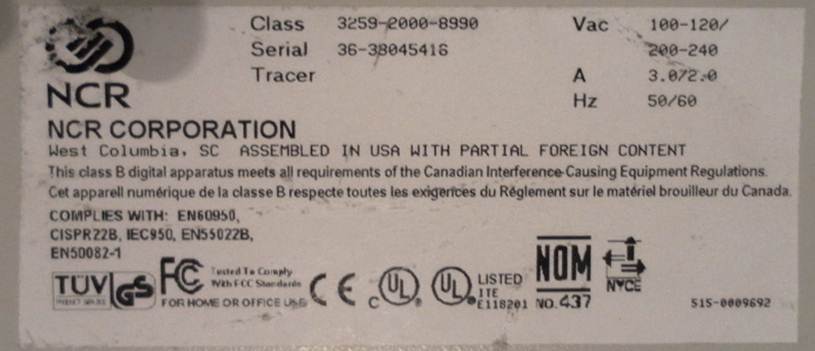 NCR
Class 3259-2000-8990 Vac 100-120/
Serial 36-38045416 200-240
Tracer A 3.0/2.0
Hz 50/60
NCR CORPORATION
West Columbia, SC ASSEMBLED IN USA WITH PARTIAL FOREIGN CONTENT
This class B digital apparatus meets all requirements of the Canadian Interference-Causing Equipment Regulations.
Cet appareil numérique de la classe B respecte toutes les exigences du Réglement sur le matériel brouilleur du Canada.
COMPLIES WITH: EN60950,
CISPR22B, IEC950, EN55022B,
EN50082-1
TÜV GS
FC Tested To Comply
With FCC Standards
FOR HOME OR OFFICE USE
CE
C UL
UL LISTED
ITE
E118201
NOM
NO.437
NYCE
S15-0009692